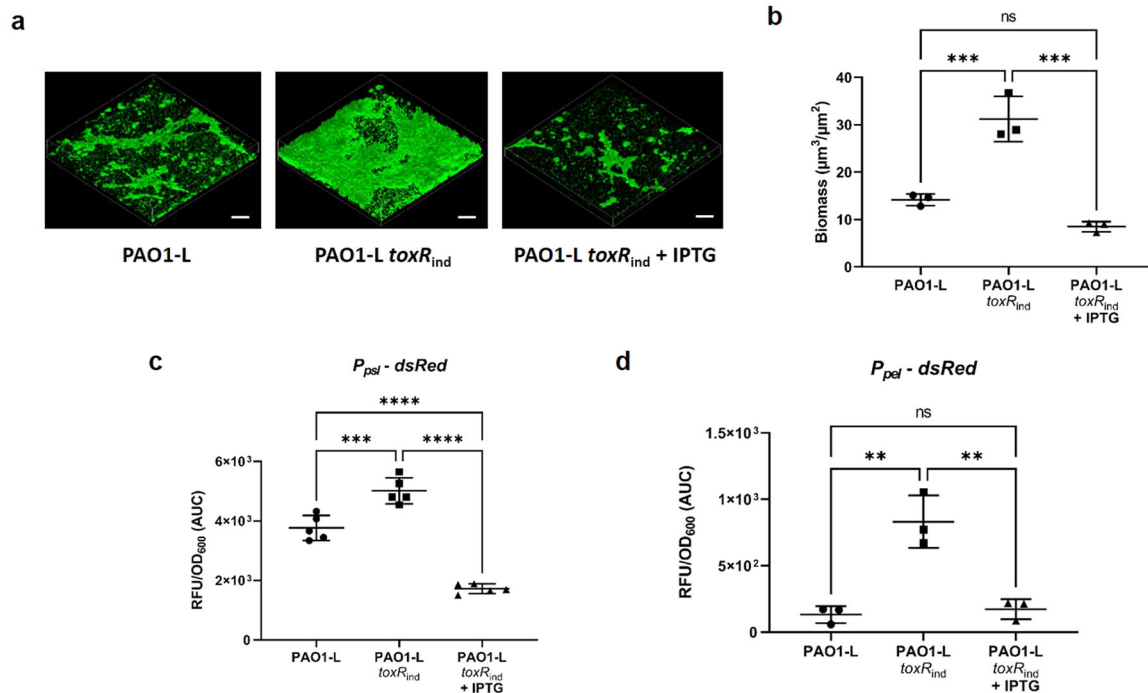 a
PAO1-L
PAO1-L toxRind
PAO1-L toxRind + IPTG
b
ns
*** ***
40
30
20
10
0
Biomass (µm³/µm²)
PAO1-L
PAO1-L
toxRind
PAO1-L
toxRind
+ IPTG
c
Ppsl - dsRed
****
*** ****
6×10³
4×10³
2×10³
0
RFU/OD600 (AUC)
PAO1-L
PAO1-L
toxRind
PAO1-L
toxRind
+ IPTG
d
Ppel - dsRed
ns
** **
1.5×10³
1×10³
5×10²
0
RFU/OD600 (AUC)
PAO1-L
PAO1-L
toxRind
PAO1-L
toxRind
+ IPTG